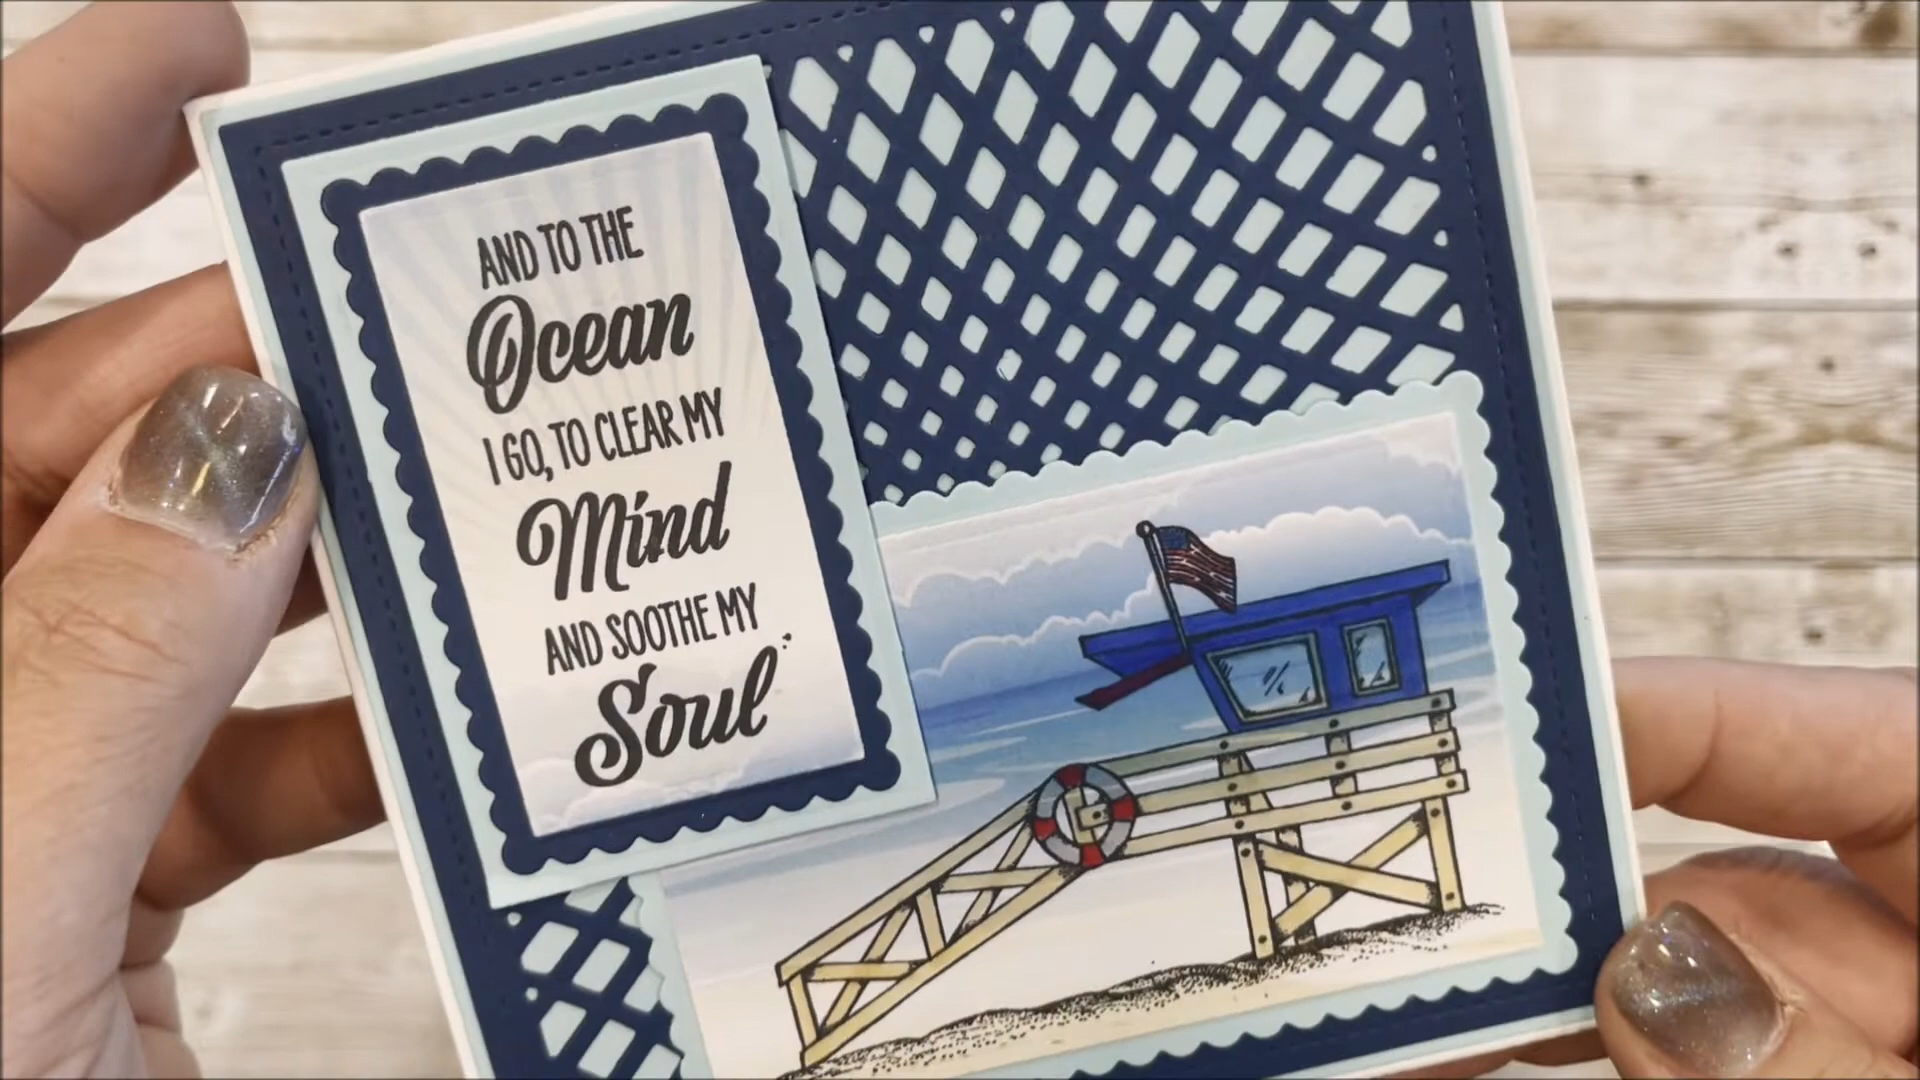 AND TO THE
Ocean
I GO, TO CLEAR MY
Mind
AND SOOTHE MY
Soul